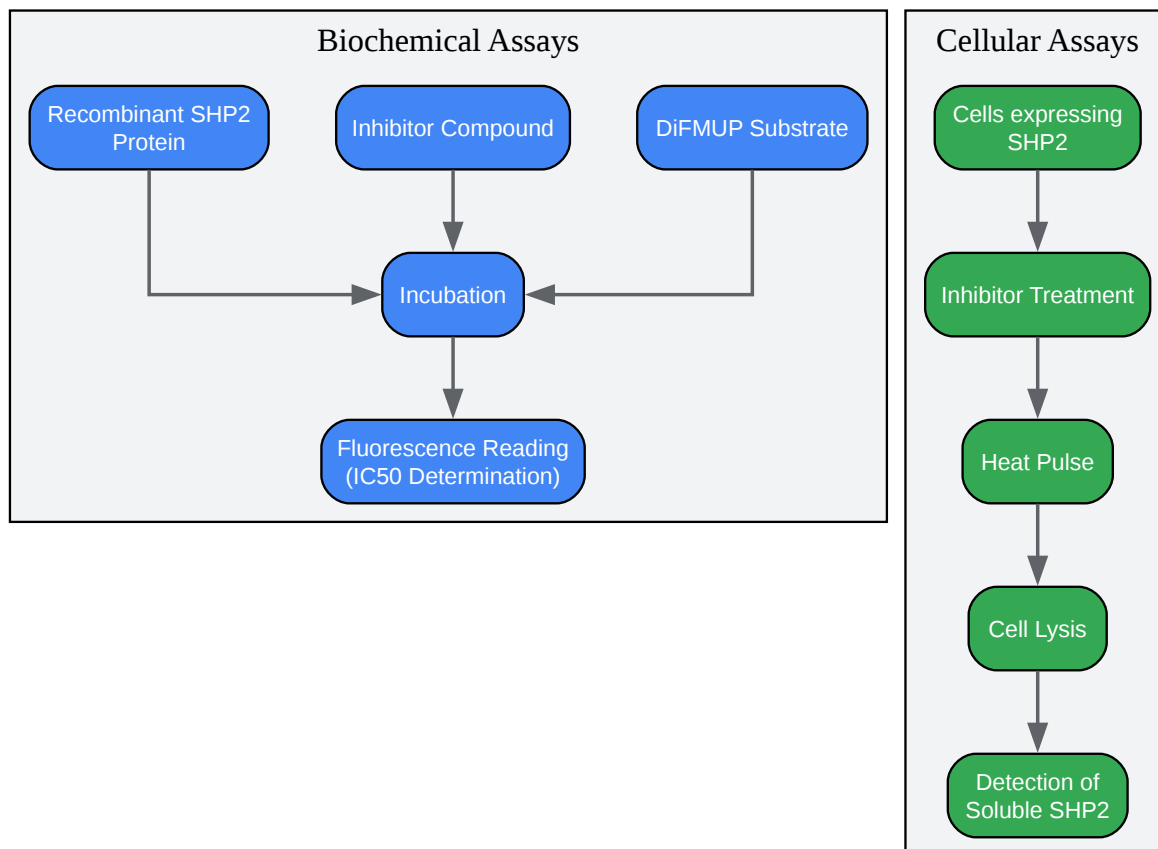 Biochemical Assays
Recombinant SHP2
Protein
Inhibitor Compound
DiFMUP Substrate
Incubation
Fluorescence Reading
(IC50 Determination)
Cellular Assays
Cells expressing
SHP2
Inhibitor Treatment
Heat Pulse
Cell Lysis
Detection of
Soluble SHP2